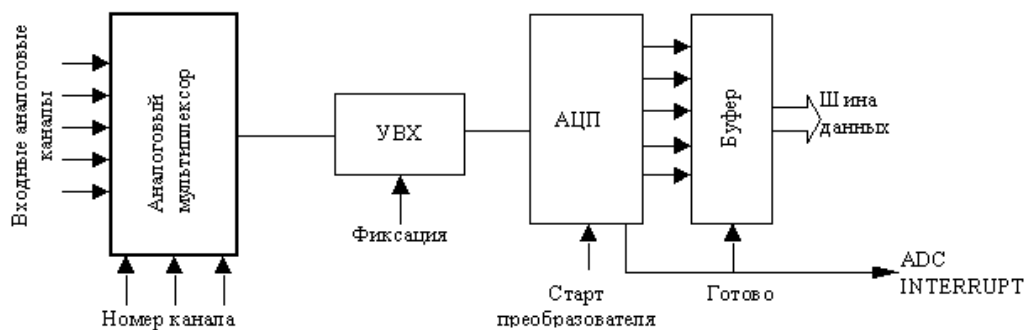 Входные аналоговые
каналы
Аналоговый
мультиплексор
УВХ
АЦП
Буфер
Шина
данных
Фиксация
Номер канала
Старт
преобразователя
Готово
ADC
INTERRUPT